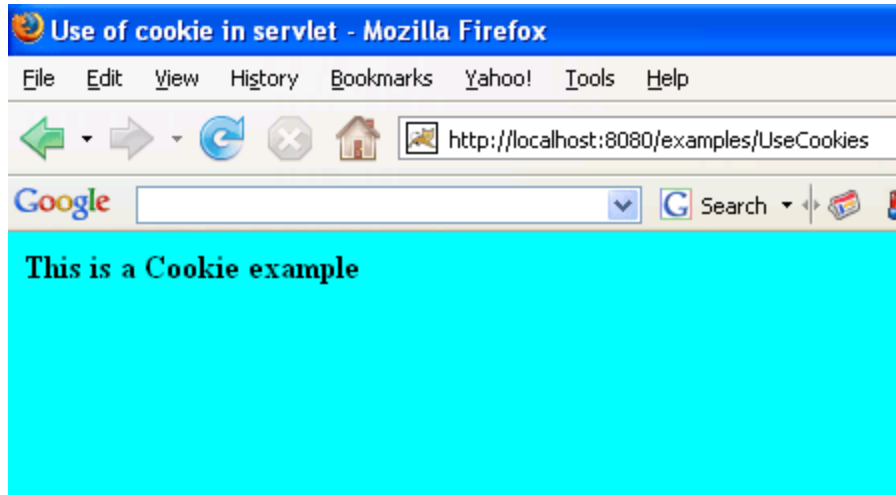 Use of cookie in servlet - Mozilla Firefox
File Edit View History Bookmarks Yahoo! Tools Help
http://localhost:8080/examples/UseCookies
Google G Search
This is a Cookie example